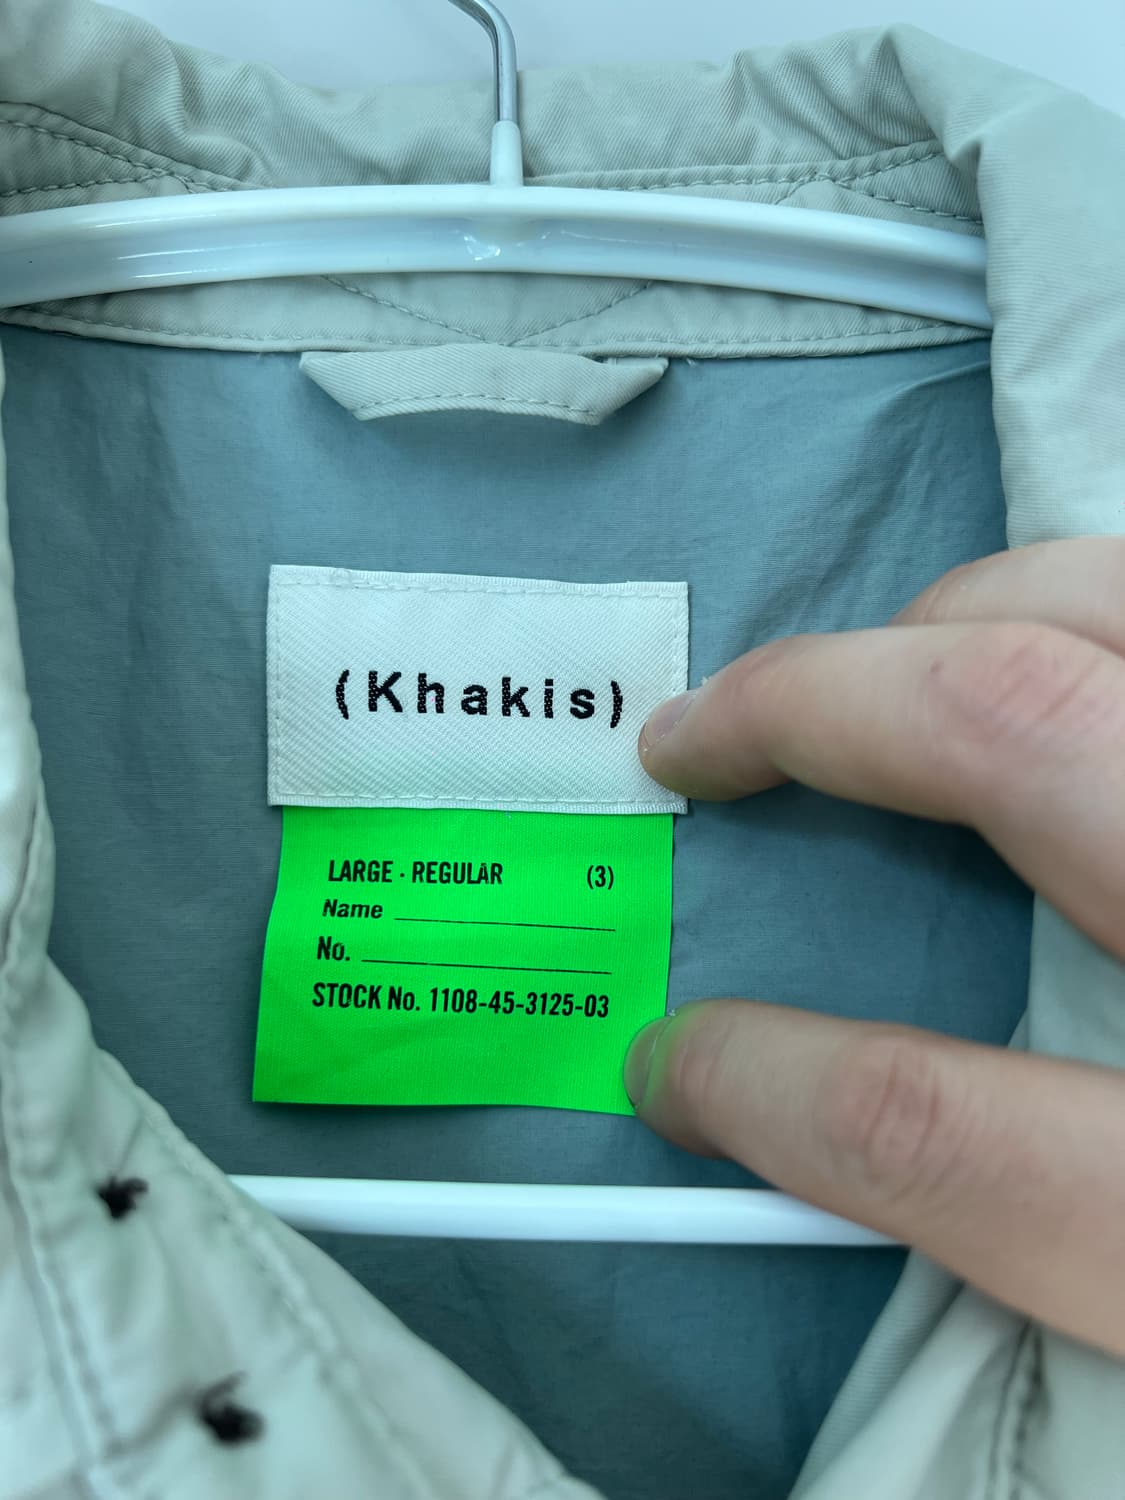 (Khakis)
LARGE · REGULAR (3)
Name
No.
STOCK No. 1108-45-3125-03